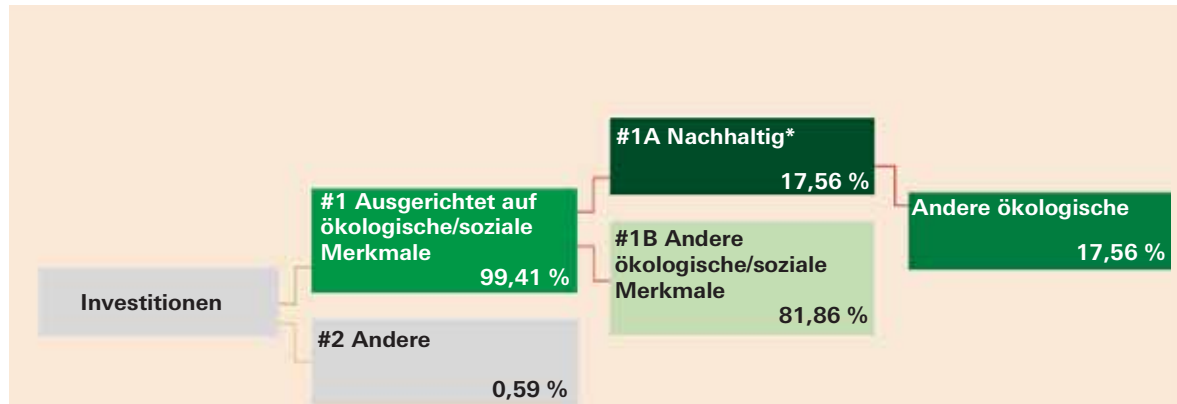 Investitionen
#1 Ausgerichtet auf
ökologische/soziale
Merkmale
99,41 %
#2 Andere
0,59 %
#1A Nachhaltig*
17,56 %
#1B Andere
ökologische/soziale
Merkmale
81,86 %
Andere ökologische
17,56 %